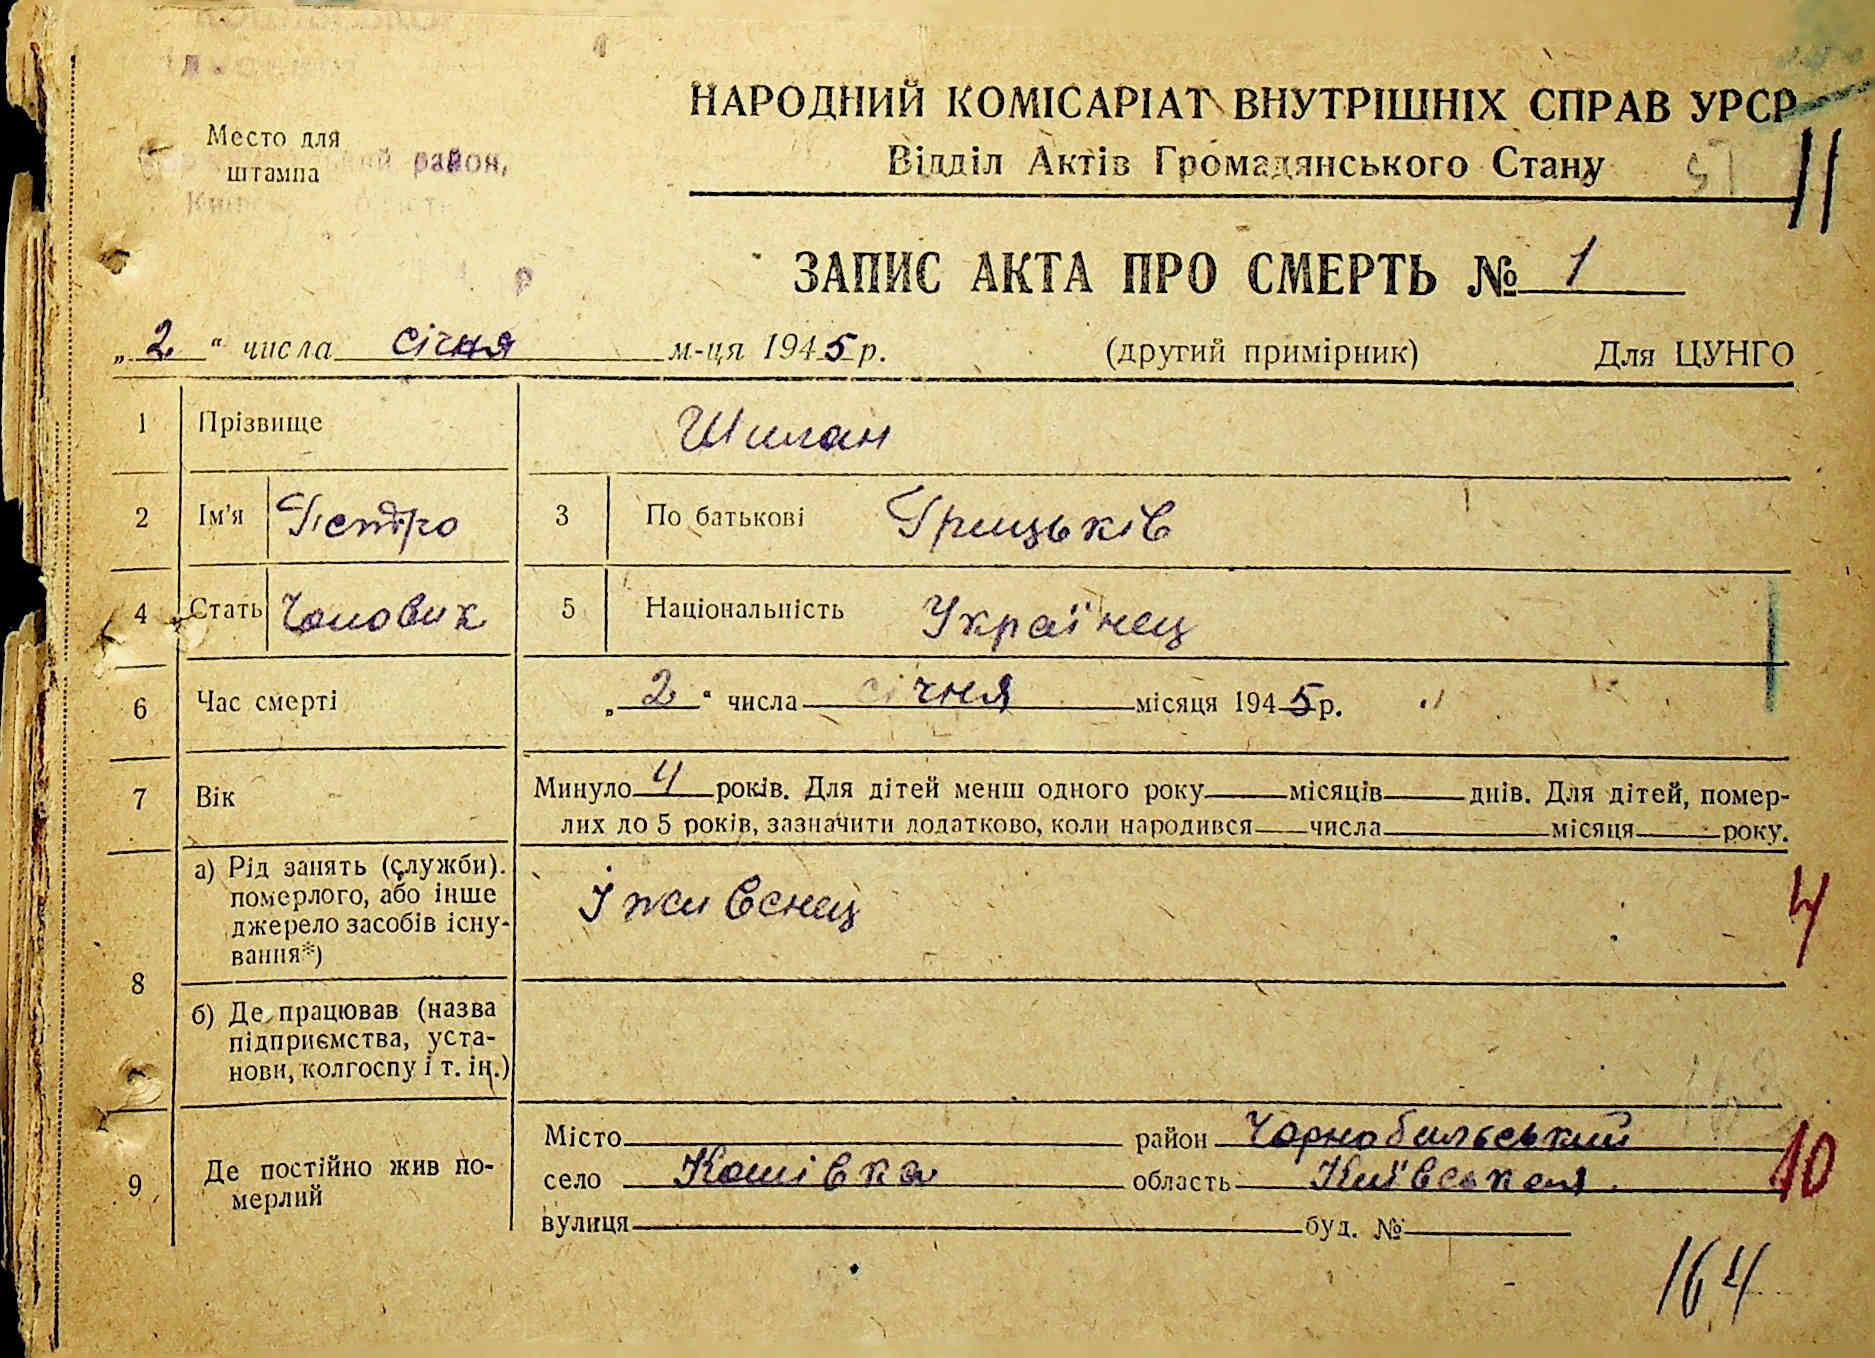 НАРОДНИЙ КОМІСАРІАТ ВНУТРІШНІХ СПРАВ УРСР
Место для
штампа
район,
Відділ Актів Громадянського Стану
11
ЗАПИС АКТА ПРО СМЕРТЬ № 1
„2“ числа січня м-ця 1945 р. (другий примірник) Для ЦУНГО
1 Прізвище Шилан
2 Ім'я Петро 3 По батькові Грицьків
4 Стать Чоловик 5 Національність Українец
6 Час смерті „2“ числа січня місяця 1945 р.
7 Вік Минуло 4 років. Для дітей менш одного року місяців днів. Для дітей, помер-
лих до 5 років, зазначити додатково, коли народився числа місяця року.
8 а) Рід занять (служби).
померлого, або інше
джерело засобів існу-
вання*)
Іживенец
4
б) Де працював (назва
підприємства, уста-
нови, колгоспу і т. ін.)
9 Де постійно жив по-
мерлий
Місто район Чорнобильський
село Кошівка область Київська
10
вулиця буд. №
164